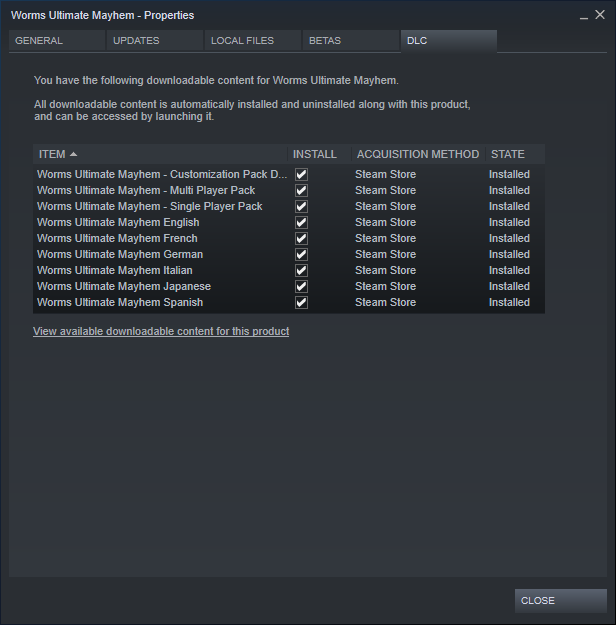 Worms Ultimate Mayhem - Properties
GENERAL UPDATES LOCAL FILES BETAS DLC
You have the following downloadable content for Worms Ultimate Mayhem.
All downloadable content is automatically installed and uninstalled along with this product,
and can be accessed by launching it.
ITEM INSTALL ACQUISITION METHOD STATE
Worms Ultimate Mayhem - Customization Pack D... Steam Store Installed
Worms Ultimate Mayhem - Multi Player Pack Steam Store Installed
Worms Ultimate Mayhem - Single Player Pack Steam Store Installed
Worms Ultimate Mayhem English Steam Store Installed
Worms Ultimate Mayhem French Steam Store Installed
Worms Ultimate Mayhem German Steam Store Installed
Worms Ultimate Mayhem Italian Steam Store Installed
Worms Ultimate Mayhem Japanese Steam Store Installed
Worms Ultimate Mayhem Spanish Steam Store Installed
View available downloadable content for this product
CLOSE